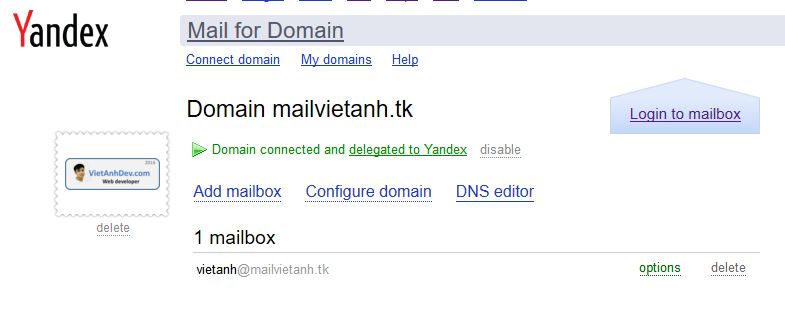 Yandex
Mail for Domain
Connect domain My domains Help
Domain mailvietanh.tk
Login to mailbox
Domain connected and delegated to Yandex disable
2016
VietAnhDev.com
Web developer
delete
Add mailbox Configure domain DNS editor
1 mailbox
vietanh@mailvietanh.tk options delete